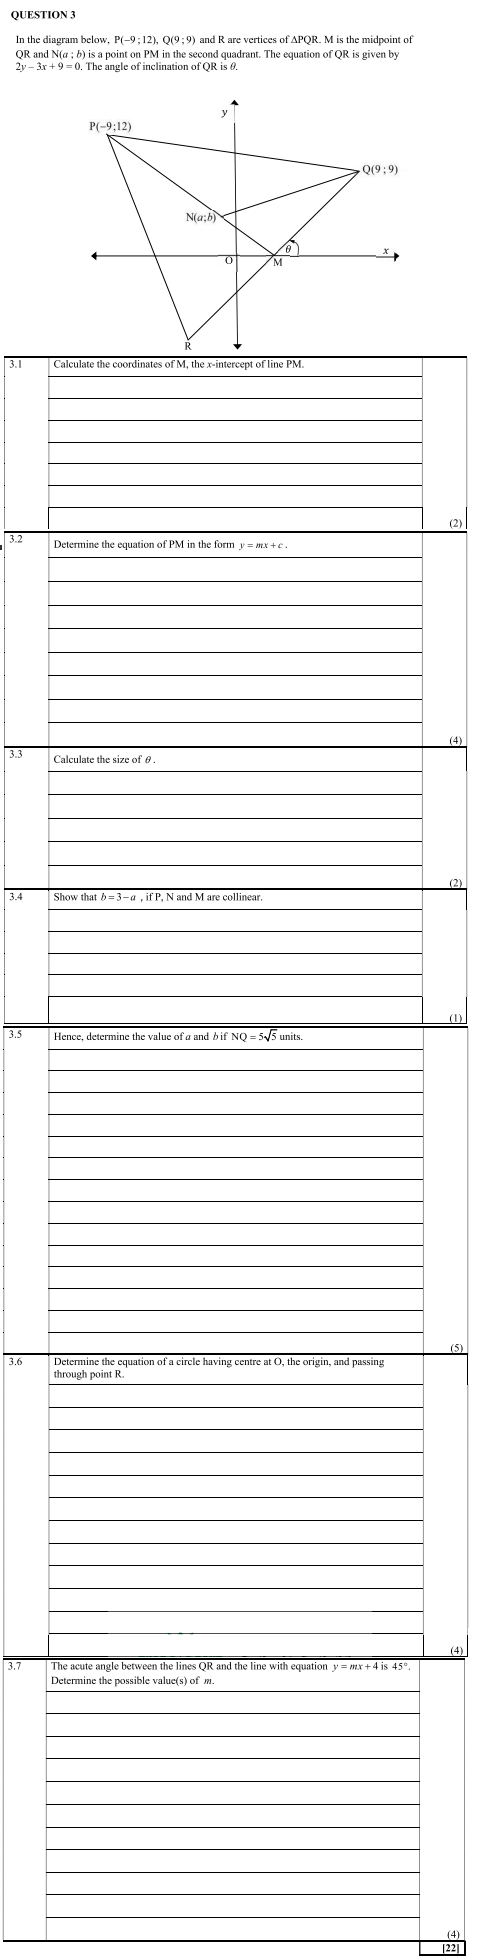 QUESTION 3
In the diagram below, P(−9 ; 12), Q(9 ; 9) and R are vertices of ΔPQR. M is the midpoint of
QR and N(a ; b) is a point on PM in the second quadrant. The equation of QR is given by
2y – 3x + 9 = 0. The angle of inclination of QR is θ.
y
P(−9;12)
Q(9 ; 9)
N(a;b)
θ
x
O
M
R
3.1 Calculate the coordinates of M, the x-intercept of line PM.
(2)
3.2 Determine the equation of PM in the form y = mx + c .
(4)
3.3 Calculate the size of θ .
(2)
3.4 Show that b = 3 − a , if P, N and M are collinear.
(1)
3.5 Hence, determine the value of a and b if NQ = 5√5 units.
(5)
3.6 Determine the equation of a circle having centre at O, the origin, and passing
through point R.
(4)
3.7 The acute angle between the lines QR and the line with equation y = mx + 4 is 45°.
Determine the possible value(s) of m.
(4)
[22]